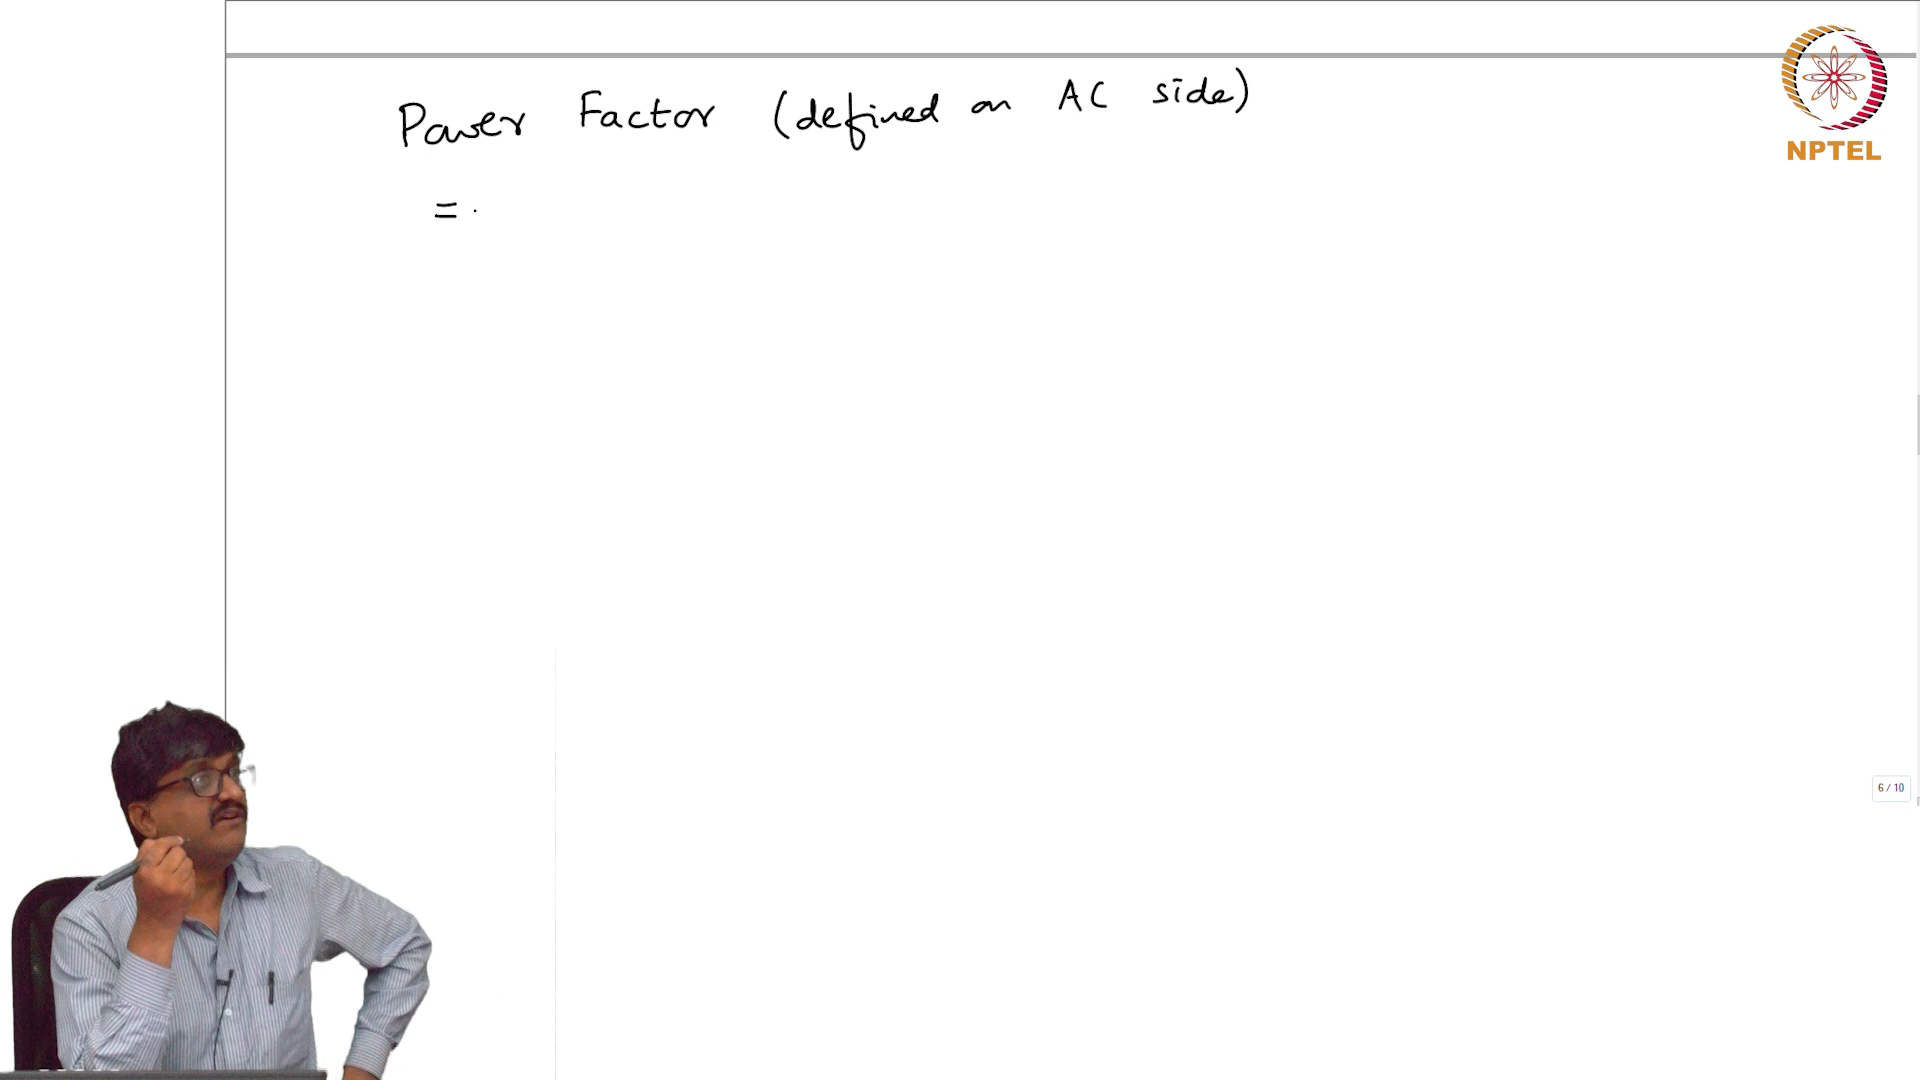 Power Factor (defined on AC side)
= .
NPTEL
6 / 10